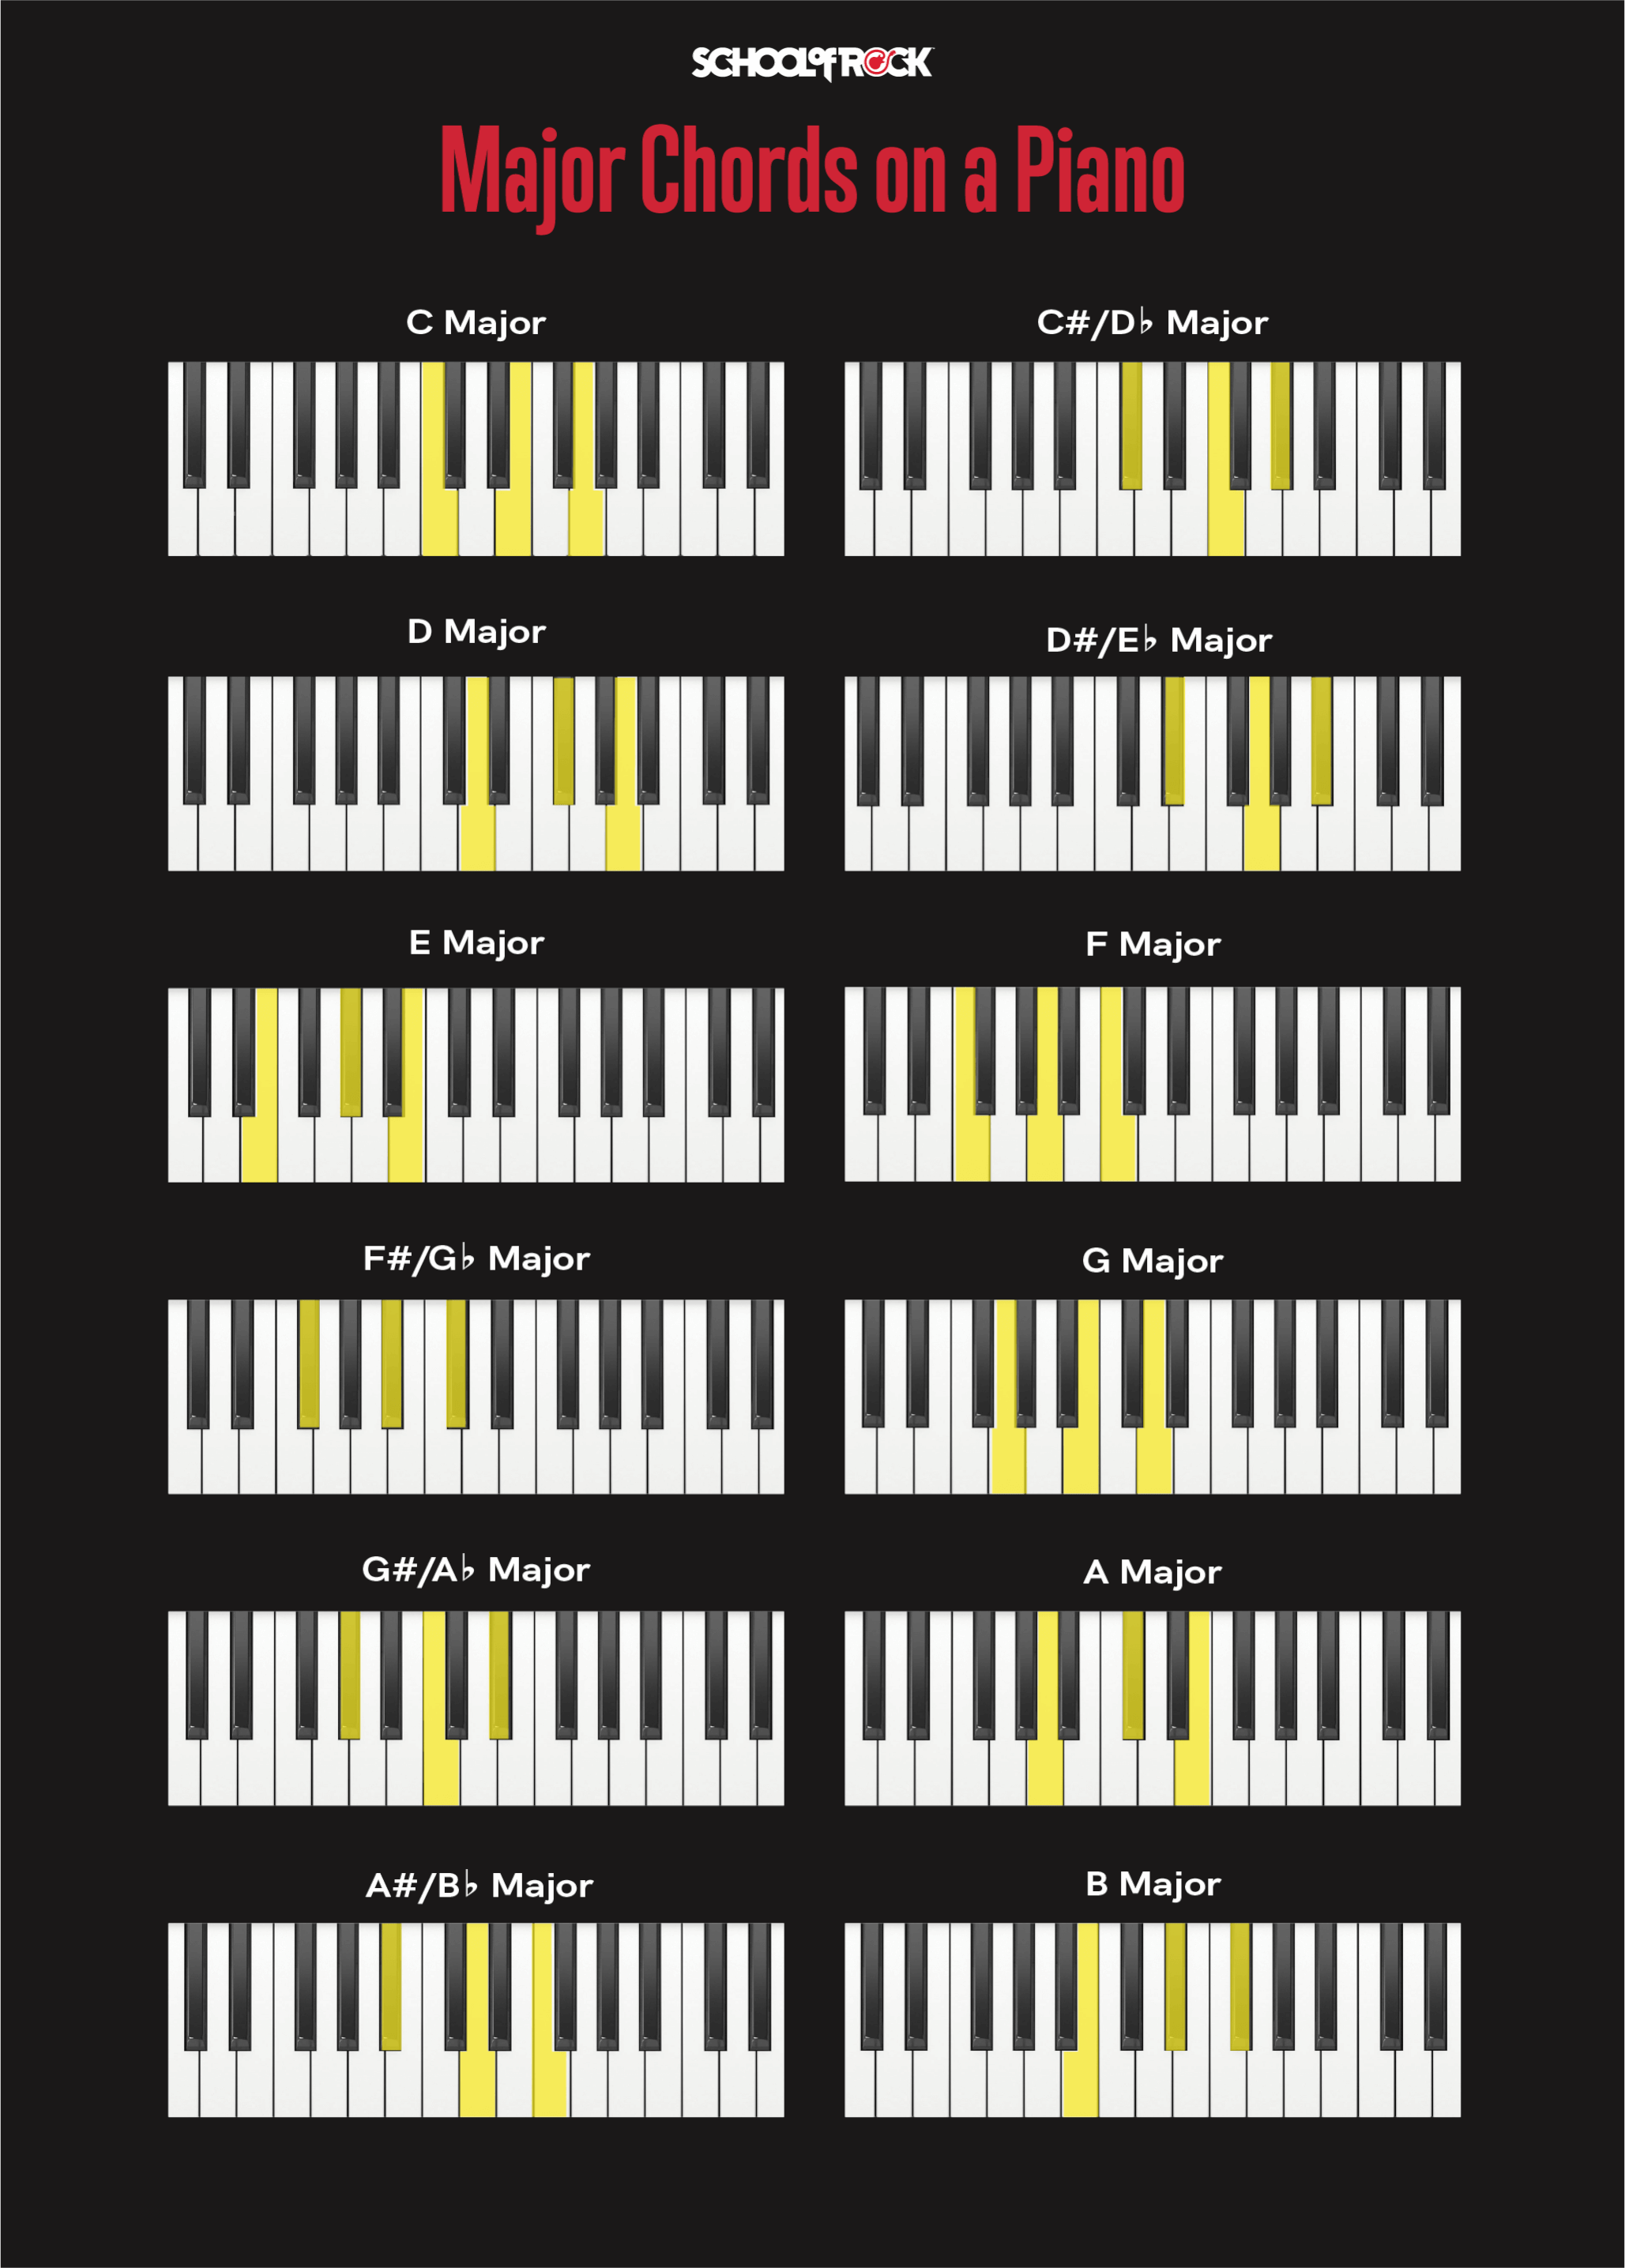 SCHOOL of ROCK
Major Chords on a Piano
C Major
C#/D♭ Major
D Major
D#/E♭ Major
E Major
F Major
F#/G♭ Major
G Major
G#/A♭ Major
A Major
A#/B♭ Major
B Major